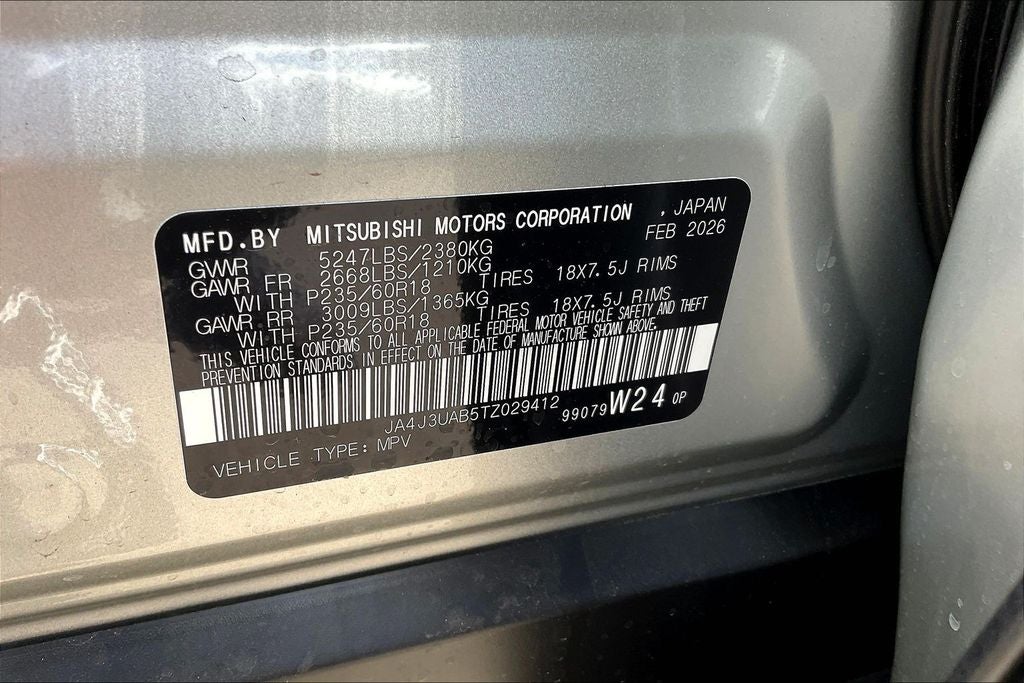 MFD.BY MITSUBISHI MOTORS CORPORATION , JAPAN
FEB 2026
GWWR 5247LBS/2380KG
GAWR FR 2668LBS/1210KG
WITH P235/60R18 TIRES 18X7.5J RIMS
GAWR RR 3009LBS/1365KG
WITH P235/60R18 TIRES 18X7.5J RIMS
THIS VEHICLE CONFORMS TO ALL APPLICABLE FEDERAL MOTOR VEHICLE SAFETY AND THEFT
PREVENTION STANDARDS IN EFFECT ON THE DATE OF MANUFACTURE SHOWN ABOVE.
JA4J3UAB5TZ029412
99079 W24 0P
VEHICLE TYPE: MPV